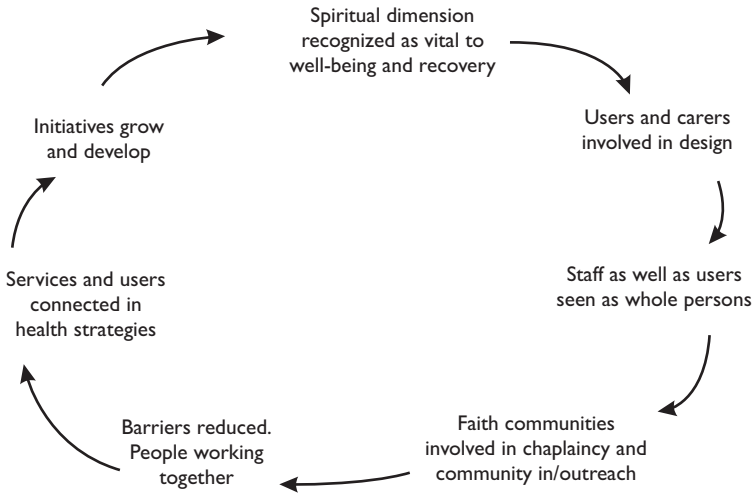 Spiritual dimension
recognized as vital to
well-being and recovery
Users and carers
involved in design
Staff as well as users
seen as whole persons
Faith communities
involved in chaplaincy and
community in/outreach
Barriers reduced.
People working
together
Services and users
connected in
health strategies
Initiatives grow
and develop